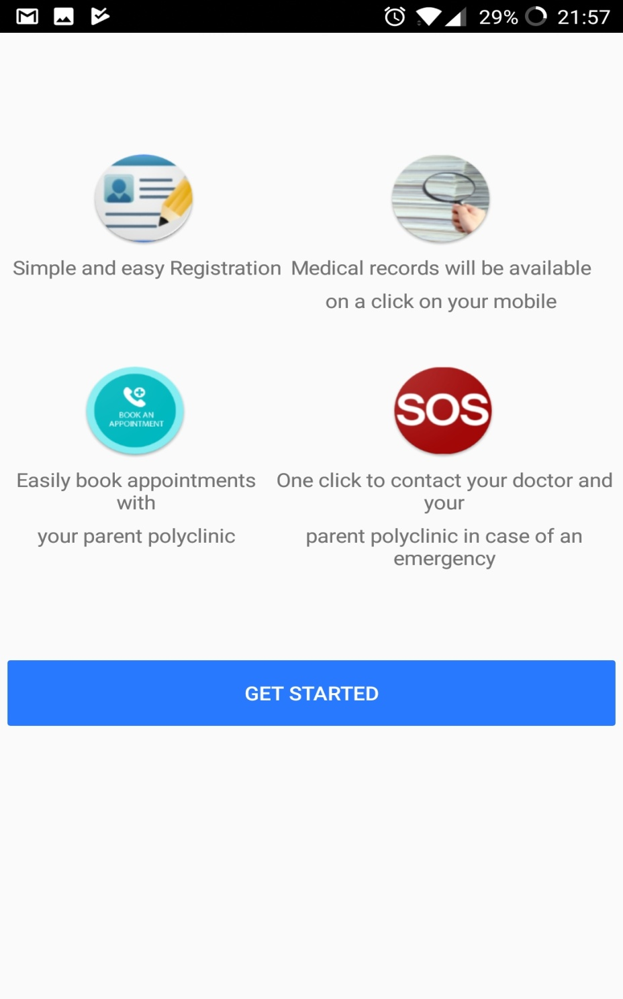 29% 21:57
Simple and easy Registration
Medical records will be available
on a click on your mobile
BOOK AN
APPOINTMENT
Easily book appointments
with
your parent polyclinic
SOS
One click to contact your doctor and
your
parent polyclinic in case of an
emergency
GET STARTED